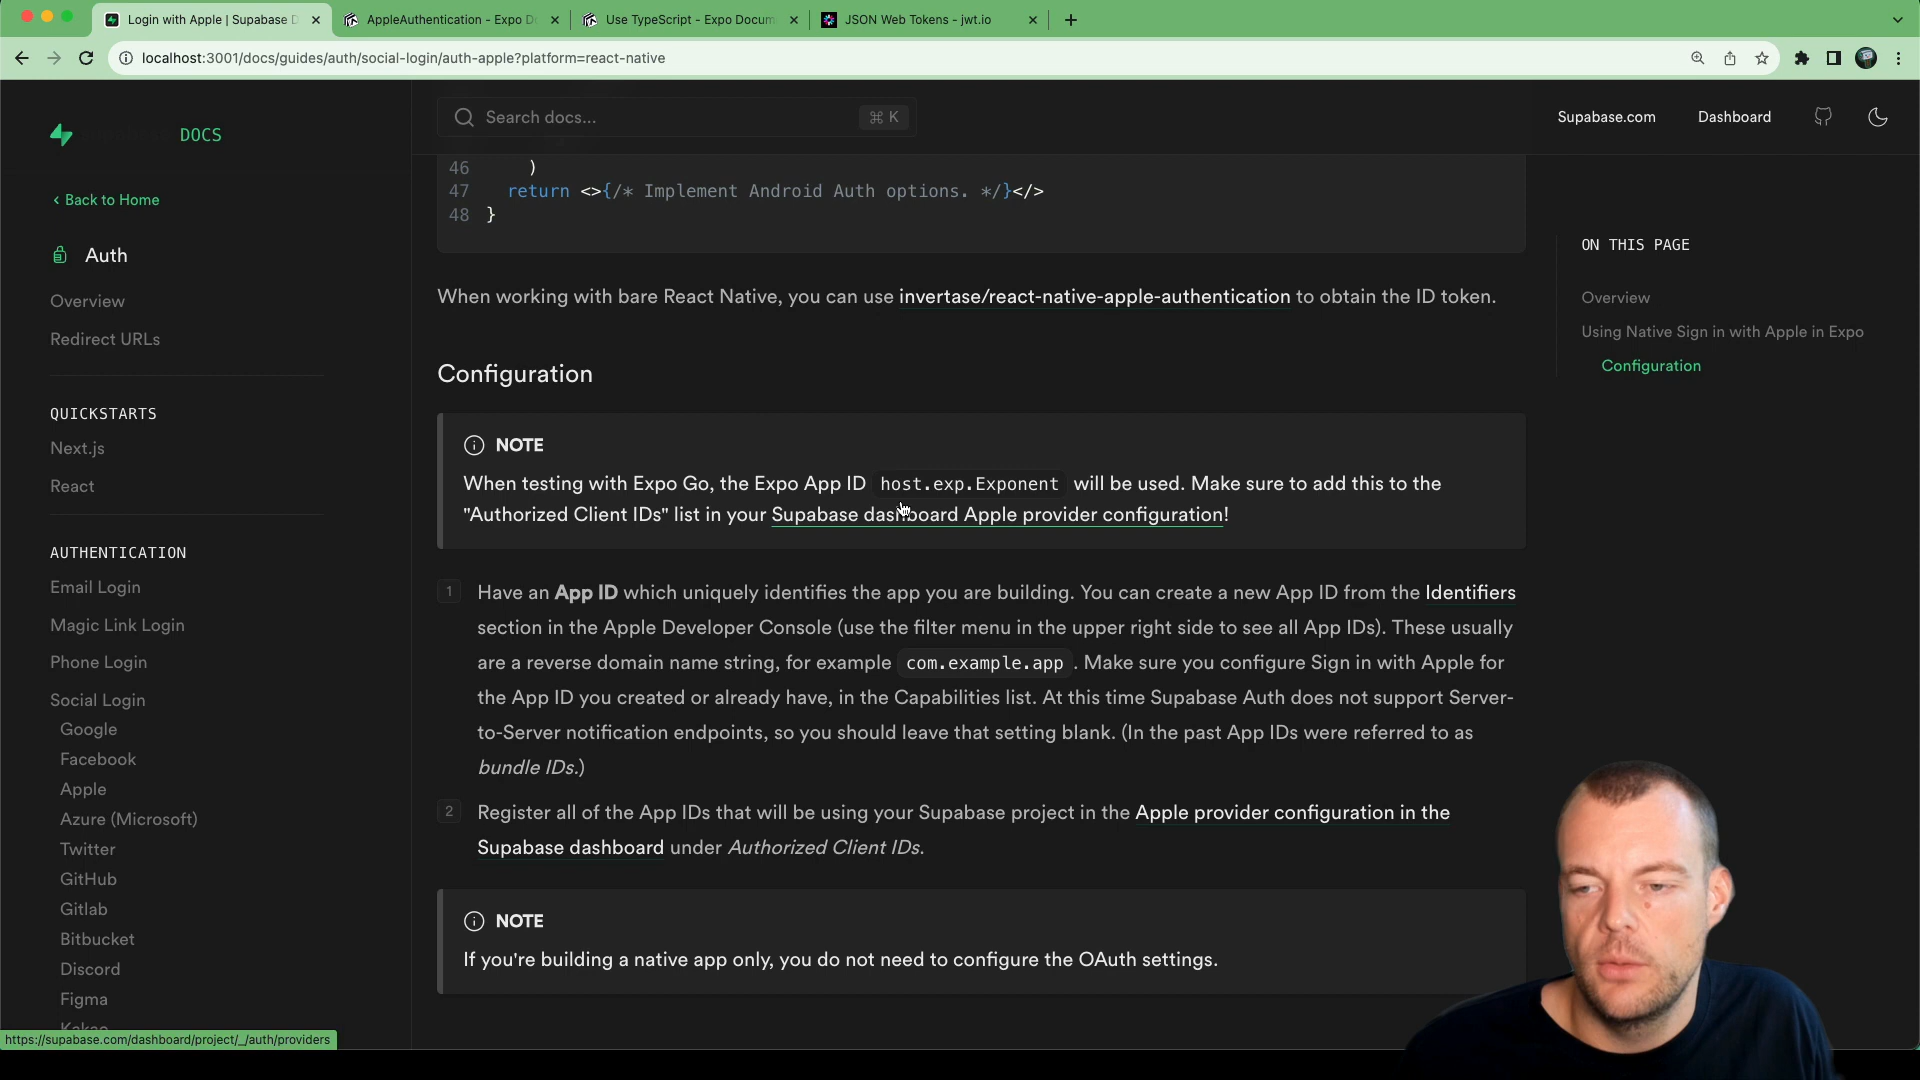 Login with Apple | Supabase D
AppleAuthentication - Expo D
Use TypeScript - Expo Docum
JSON Web Tokens - jwt.io
localhost:3001/docs/guides/auth/social-login/auth-apple?platform=react-native
DOCS
Search docs...
⌘ K
Supabase.com
Dashboard
‹ Back to Home
Auth
Overview
Redirect URLs
QUICKSTARTS
Next.js
React
AUTHENTICATION
Email Login
Magic Link Login
Phone Login
Social Login
Google
Facebook
Apple
Azure (Microsoft)
Twitter
GitHub
Gitlab
Bitbucket
Discord
Figma
Kakao
https://supabase.com/dashboard/project/_/auth/providers
46 )
47 return <>{/* Implement Android Auth options. */}</>
48 }
When working with bare React Native, you can use invertase/react-native-apple-authentication to obtain the ID token.
Configuration
NOTE
When testing with Expo Go, the Expo App ID host.exp.Exponent will be used. Make sure to add this to the
"Authorized Client IDs" list in your Supabase dashboard Apple provider configuration!
1 Have an App ID which uniquely identifies the app you are building. You can create a new App ID from the Identifiers
section in the Apple Developer Console (use the filter menu in the upper right side to see all App IDs). These usually
are a reverse domain name string, for example com.example.app. Make sure you configure Sign in with Apple for
the App ID you created or already have, in the Capabilities list. At this time Supabase Auth does not support Server-
to-Server notification endpoints, so you should leave that setting blank. (In the past App IDs were referred to as
bundle IDs.)
2 Register all of the App IDs that will be using your Supabase project in the Apple provider configuration in the
Supabase dashboard under Authorized Client IDs.
NOTE
If you're building a native app only, you do not need to configure the OAuth settings.
ON THIS PAGE
Overview
Using Native Sign in with Apple in Expo
Configuration